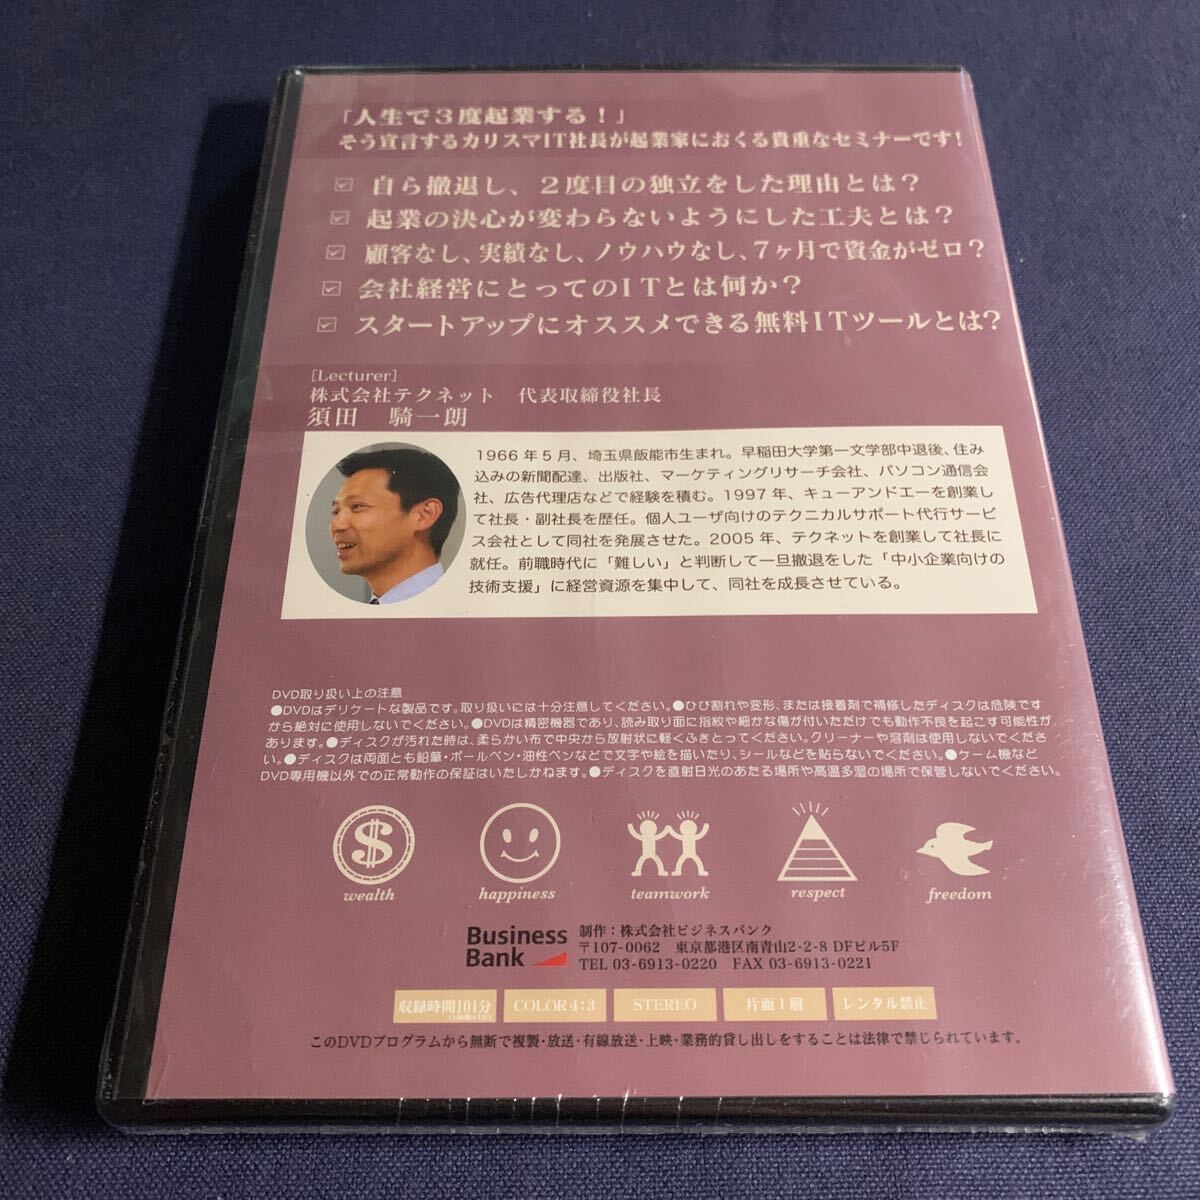 「人生で３度起業する！」
そう宣言するカリスマIT社長が起業家におくる貴重なセミナーです！
自ら撤退し、２度目の独立をした理由とは？
起業の決心が変わらないようにした工夫とは？
顧客なし、実績なし、ノウハウなし、7ヶ月で資金がゼロ？
会社経営にとってのＩＴとは何か？
スタートアップにオススメできる無料ITツールとは？
[Lecturer]
株式会社テクネット　代表取締役社長
須田　騎一朗
1966年５月、埼玉県飯能市生まれ。早稲田大学第一文学部中退後、住み
込みの新聞配達、出版社、マーケティングリサーチ会社、パソコン通信会
社、広告代理店などで経験を積む。1997年、キューアンドエーを創業し
て社長・副社長を歴任。個人ユーザ向けのテクニカルサポート代行サービ
ス会社として同社を発展させた。2005年、テクネットを創業して社長に
就任。前職時代に「難しい」と判断して一旦撤退をした「中小企業向けの
技術支援」に経営資源を集中して、同社を成長させている。
DVD取り扱い上の注意
●DVDはデリケートな製品です。取り扱いには十分注意してください。●ひび割れや変形、または接着剤で補修したディスクは危険です
から絶対に使用しないでください。●DVDは精密機器であり、読み取り面に指紋や細かな傷が付いただけでも動作不良を起こす可能性が
あります。●ディスクが汚れた時は、柔らかい布で中央から放射状に軽くふきとってください。クリーナーや溶剤は使用しないでくださ
い。●ディスクは両面とも鉛筆・ボールペン・油性ペンなどで文字や絵を描いたり、シールなどを貼らないでください。●ゲーム機など
DVD専用機以外での正常動作の保証はいたしかねます。●ディスクを直射日光のあたる場所や高温多湿の場所で保管しないでください。
wealth
happiness
teamwork
respect
freedom
Business
Bank
制作：株式会社ビジネスバンク
〒107-0062　東京都港区南青山2-2-8 DFビル5F
TEL 03-6913-0220　FAX 03-6913-0221
収録時間101分
COLOR 4:3
STEREO
片面１層
レンタル禁止
このDVDプログラムから無断で複製・放送・有線放送・上映・業務的貸し出しをすることは法律で禁じられています。